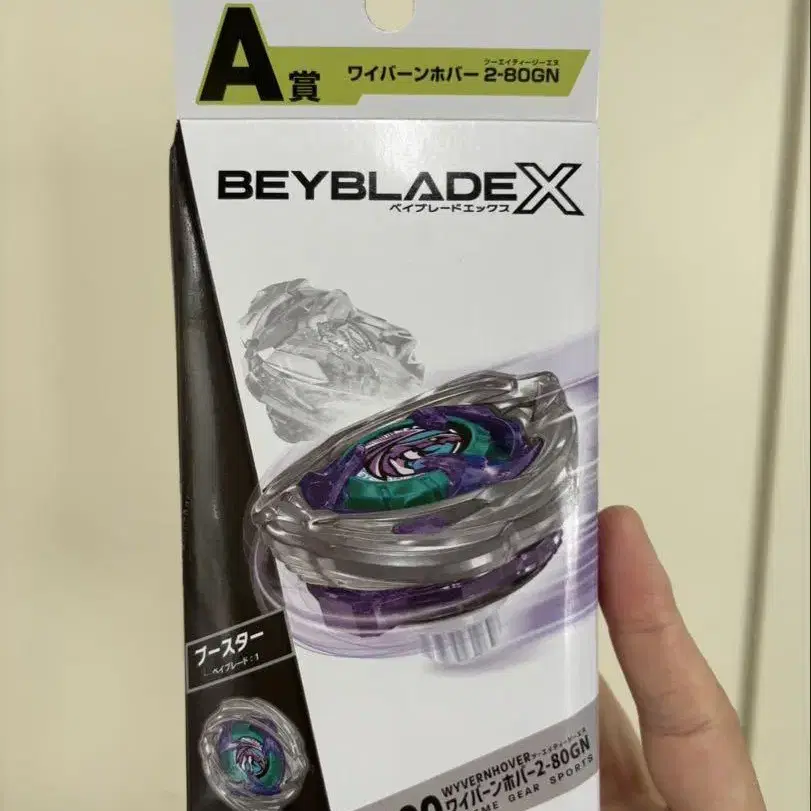 A賞
ツーエイティージーエヌ
ワイバーンホバー 2-80GN
BEYBLADE X
ベイブレードエックス
ブースター
ベイブレード:1
WYVERNHOVER ツーエイティージーエヌ
ワイバーンホバー2-80GN
GEAR SPORTS